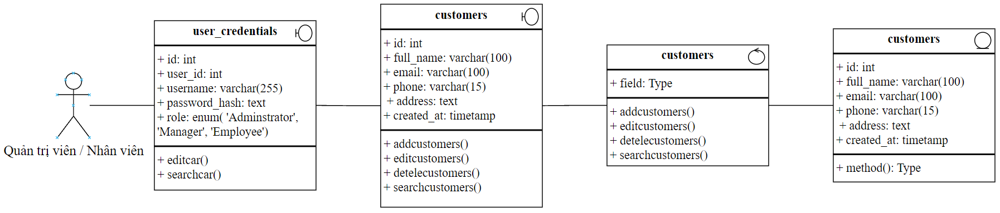 Quản trị viên / Nhân viên
user_credentials
+ id: int
+ user_id: int
+ username: varchar(255)
+ password_hash: text
+ role: enum( 'Adminstrator',
'Manager', 'Employee')
+ editcar()
+ searchcar()
customers
+ id: int
+ full_name: varchar(100)
+ email: varchar(100)
+ phone: varchar(15)
+ address: text
+ created_at: timetamp
+ addcustomers()
+ editcustomers()
+ detelecustomers()
+ searchcustomers()
customers
+ field: Type
+ addcustomers()
+ editcustomers()
+ detelecustomers()
+ searchcustomers()
customers
+ id: int
+ full_name: varchar(100)
+ email: varchar(100)
+ phone: varchar(15)
+ address: text
+ created_at: timetamp
+ method(): Type